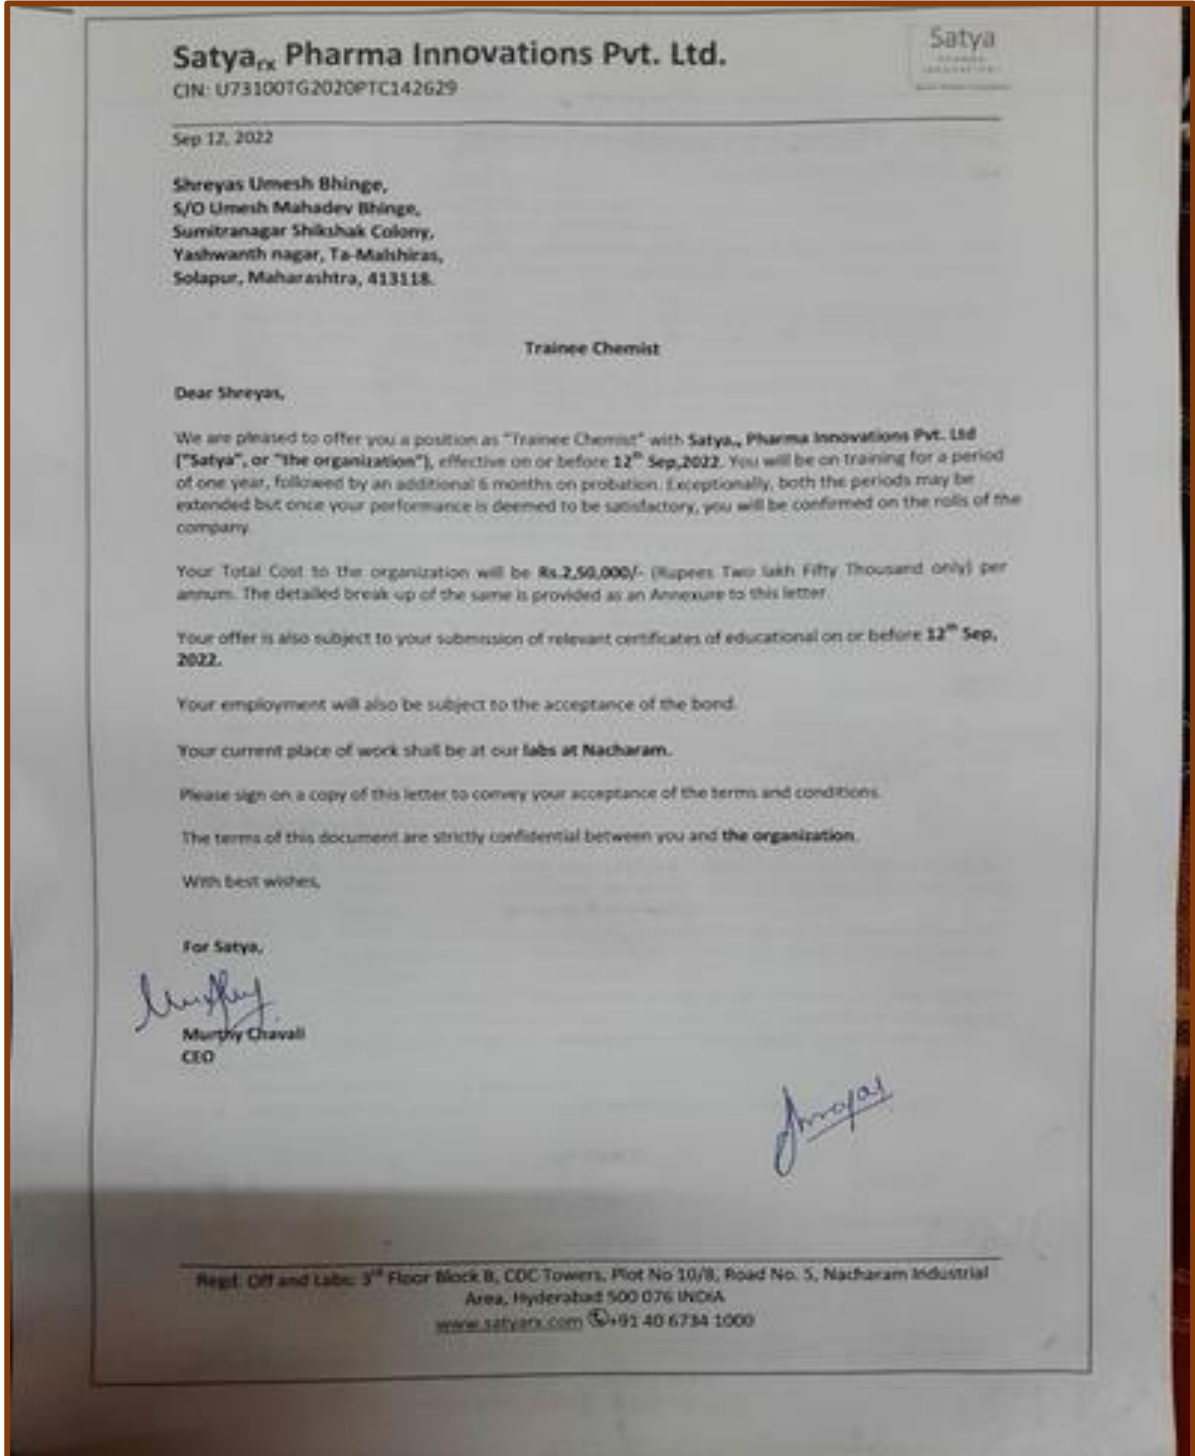 Satyarx Pharma Innovations Pvt. Ltd.
CIN: U73100TG2020PTC142629
Satya
Sep 12, 2022
Shreyas Umesh Bhinge,
S/O Umesh Mahadev Bhinge,
Sumitranagar Shikshak Colony,
Yashwanth nagar, Ta-Malshiras,
Solapur, Maharashtra, 413118.
Trainee Chemist
Dear Shreyas,
We are pleased to offer you a position as "Trainee Chemist" with Satyarx Pharma Innovations Pvt. Ltd
("Satya", or "the organization"), effective on or before 12th Sep,2022. You will be on training for a period
of one year, followed by an additional 6 months on probation. Exceptionally, both the periods may be
extended but once your performance is deemed to be satisfactory, you will be confirmed on the rolls of the
company.
Your Total Cost to the organization will be Rs.2,50,000/- (Rupees Two lakh Fifty Thousand only) per
annum. The detailed break up of the same is provided as an Annexure to this letter.
Your offer is also subject to your submission of relevant certificates of educational on or before 12th Sep,
2022.
Your employment will also be subject to the acceptance of the bond.
Your current place of work shall be at our labs at Nacharam.
Please sign on a copy of this letter to convey your acceptance of the terms and conditions.
The terms of this document are strictly confidential between you and the organization.
With best wishes,
For Satya,
Murthy
Murthy Chavali
CEO
Shreyas
Regd. Off and Labs: 3rd Floor Block B, CDC Towers, Plot No 10/8, Road No. 5, Nacharam Industrial
Area, Hyderabad 500 076 INDIA
www.satyarx.com +91 40 6734 1000